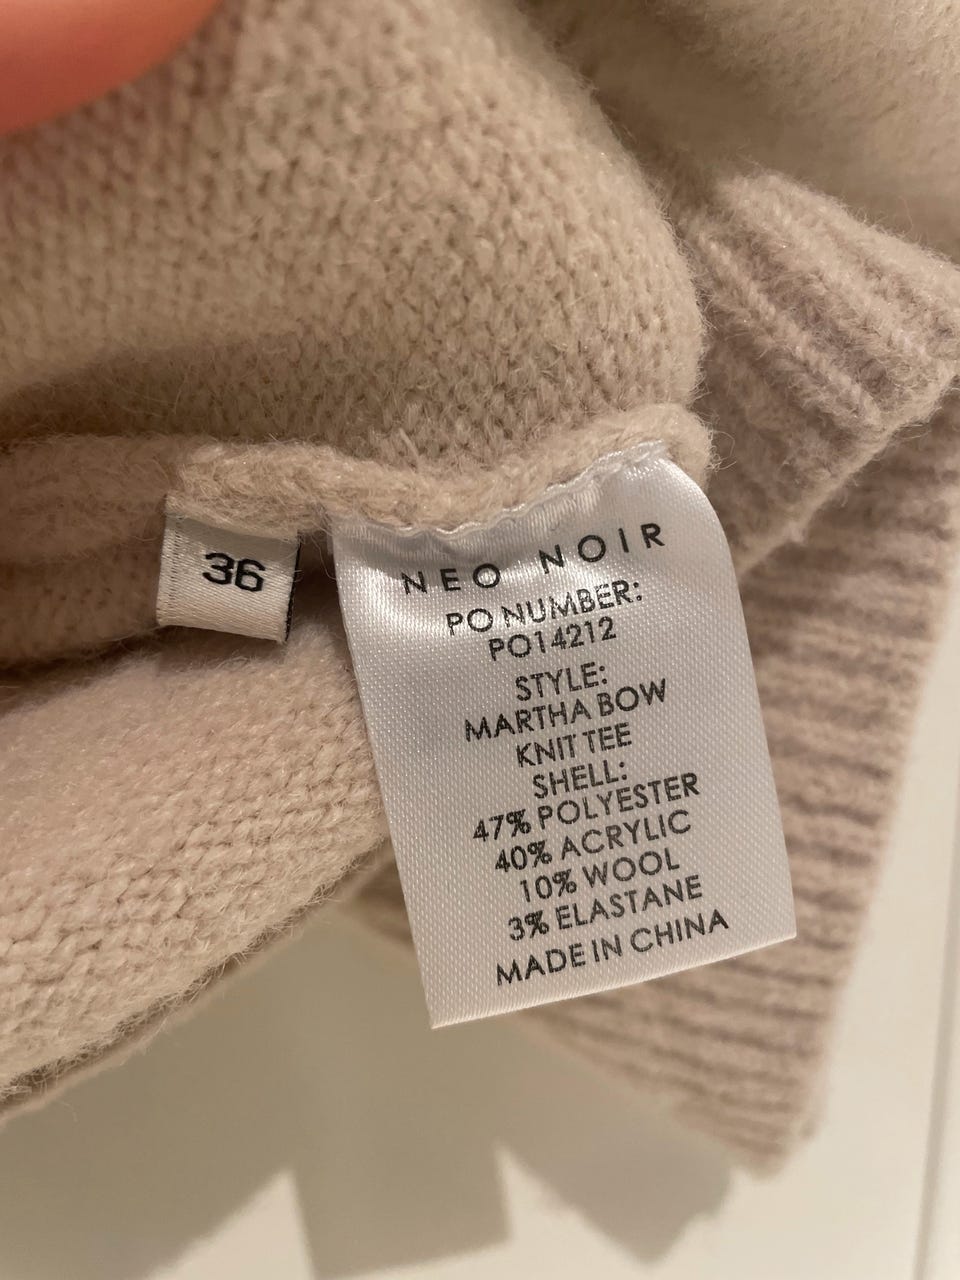 36
NEO NOIR
PO NUMBER:
PO14212
STYLE:
MARTHA BOW
KNIT TEE
SHELL:
47% POLYESTER
40% ACRYLIC
10% WOOL
3% ELASTANE
MADE IN CHINA